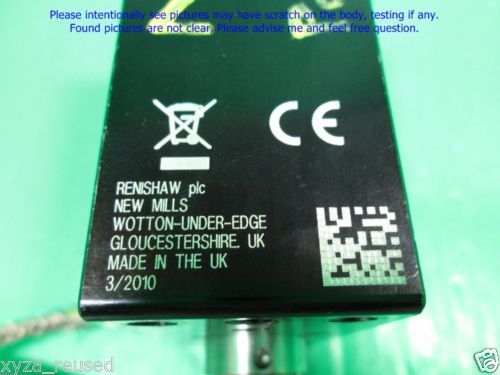 Please intentionally see pictures may have scratch on the body, testing if any.
Found pictures are not clear, Please advise me and feel free question.
CE
RENISHAW plc
NEW MILLS
WOTTON-UNDER-EDGE
GLOUCESTERSHIRE. UK
MADE IN THE UK
3/2010
xyza_reused
xyza_reused